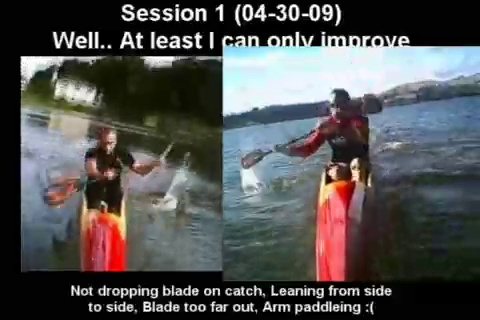 Session 1 (04-30-09)
Well.. At least I can only improve
Not dropping blade on catch, Leaning from side
to side, Blade too far out, Arm paddleing :(